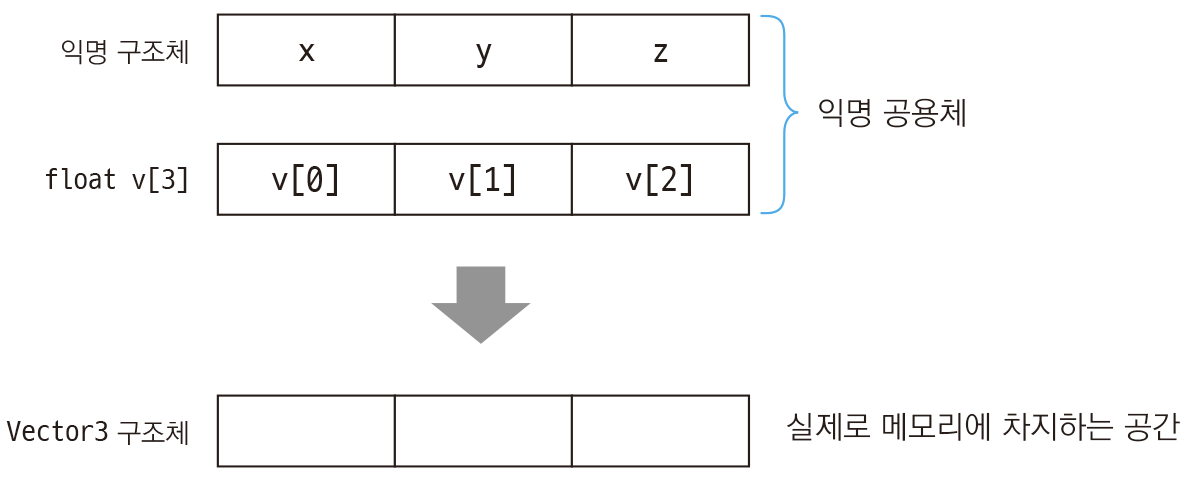 익명 구조체 x y z
익명 공용체
float v[3] v[0] v[1] v[2]
Vector3 구조체 실제로 메모리에 차지하는 공간